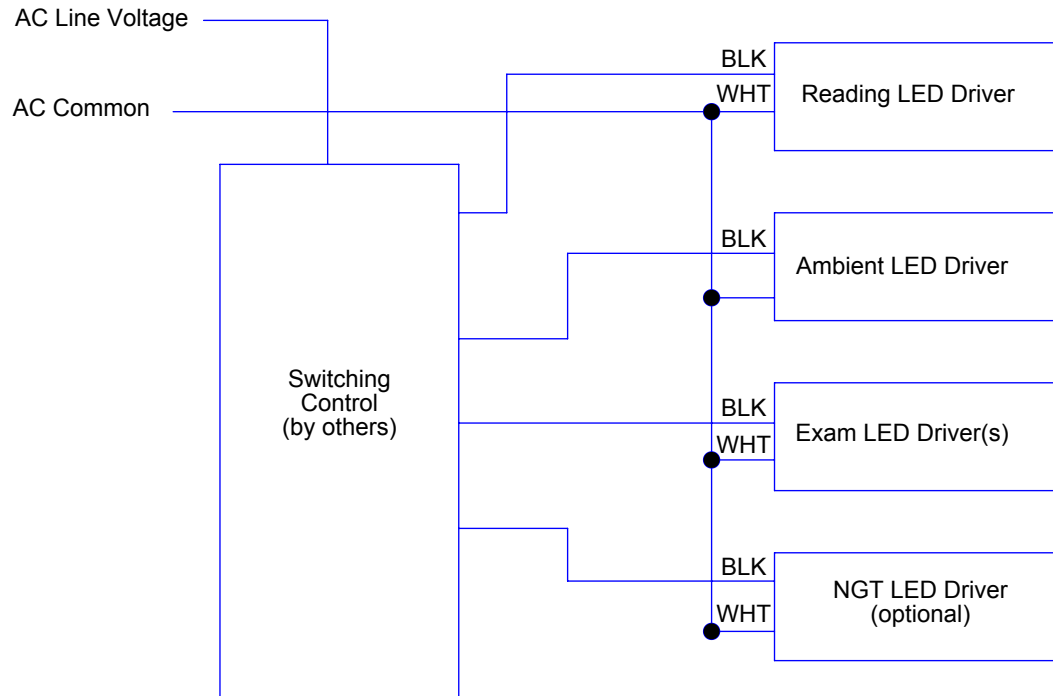 AC Line Voltage
BLK
WHT
Reading LED Driver
AC Common
BLK
Ambient LED Driver
Switching
Control
(by others)
BLK
WHT
Exam LED Driver(s)
BLK
WHT
NGT LED Driver
(optional)